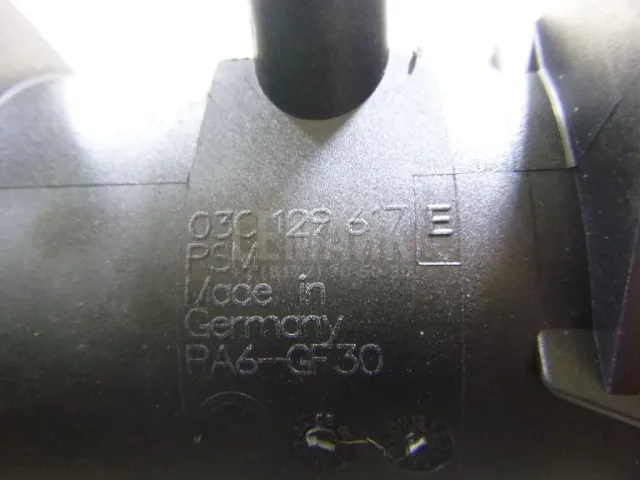 03C 129 617 E
PSM
Made in
Germany
PA6-GF30